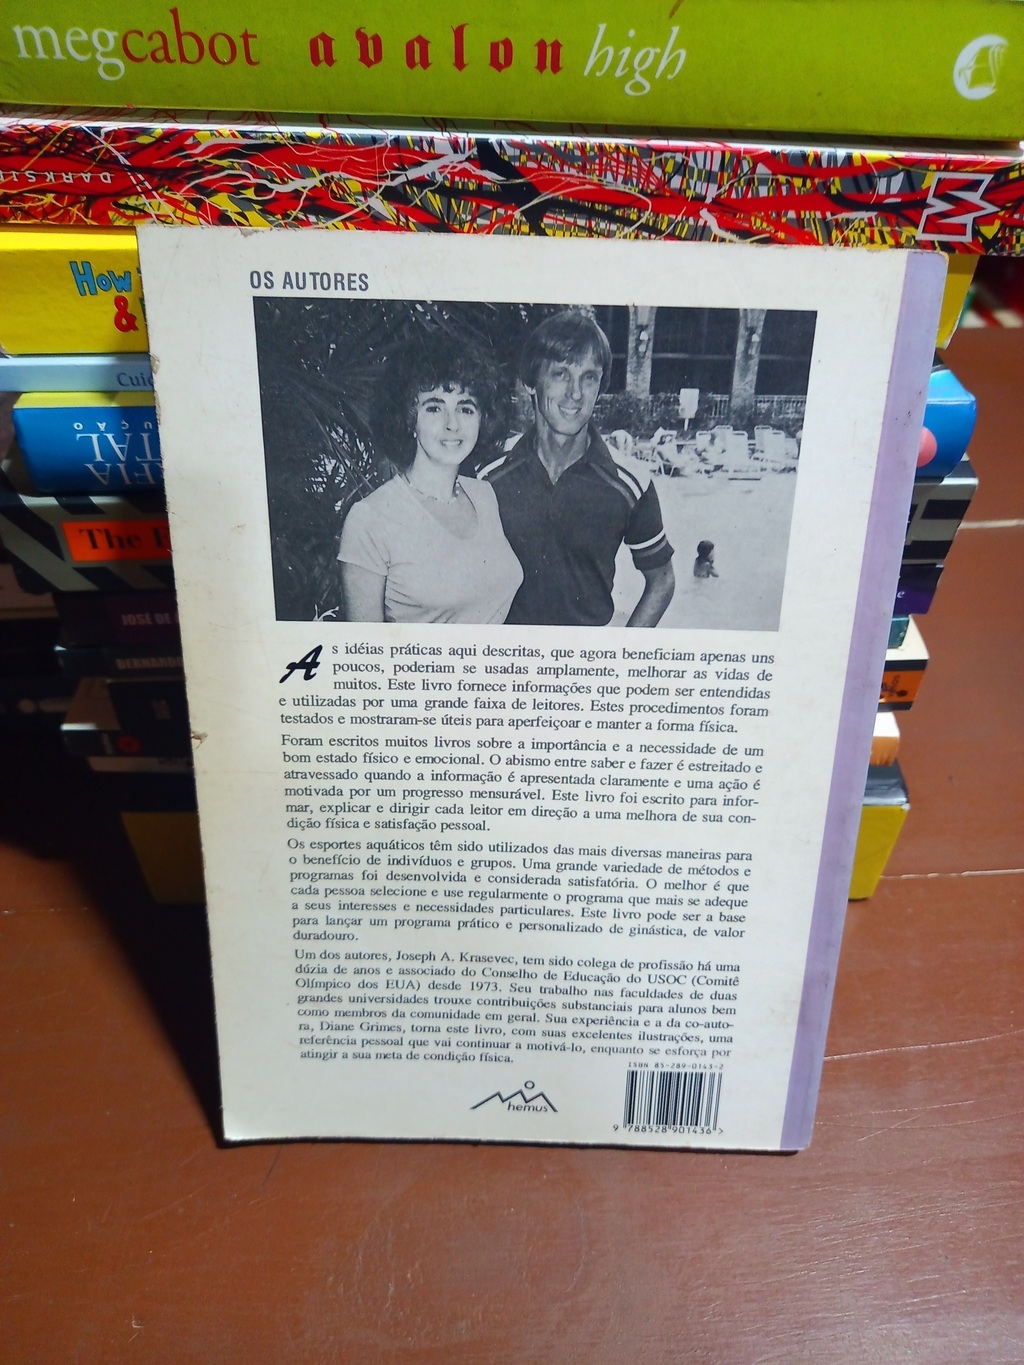 megcabot avalon high
DARKSI
How
&
Cuid
UÇÃO
TAL
FIA
The
JOSÉ DE
BERNARDO
OS AUTORES
As idéias práticas aqui descritas, que agora beneficiam apenas uns
poucos, poderiam se usadas amplamente, melhorar as vidas de
muitos. Este livro fornece informações que podem ser entendidas
e utilizadas por uma grande faixa de leitores. Estes procedimentos foram
testados e mostraram-se úteis para aperfeiçoar e manter a forma física.
Foram escritos muitos livros sobre a importância e a necessidade de um
bom estado físico e emocional. O abismo entre saber e fazer é estreitado e
atravessado quando a informação é apresentada claramente e uma ação é
motivada por um progresso mensurável. Este livro foi escrito para infor-
mar, explicar e dirigir cada leitor em direção a uma melhora de sua con-
dição física e satisfação pessoal.
Os esportes aquáticos têm sido utilizados das mais diversas maneiras para
o benefício de indivíduos e grupos. Uma grande variedade de métodos e
programas foi desenvolvida e considerada satisfatória. O melhor é que
cada pessoa selecione e use regularmente o programa que mais se adeque
a seus interesses e necessidades particulares. Este livro pode ser a base
para lançar um programa prático e personalizado de ginástica, de valor
duradouro.
Um dos autores, Joseph A. Krasevec, tem sido colega de profissão há uma
dúzia de anos e associado do Conselho de Educação do USOC (Comitê
Olímpico dos EUA) desde 1973. Seu trabalho nas faculdades de duas
grandes universidades trouxe contribuições substanciais para alunos bem
como membros da comunidade em geral. Sua experiência e a da co-auto-
ra, Diane Grimes, torna este livro, com suas excelentes ilustrações, uma
referência pessoal que vai continuar a motivá-lo, enquanto se esforça por
atingir a sua meta de condição física.
ISBN 85-289-0143-2
hemus
9 788528 901436 >